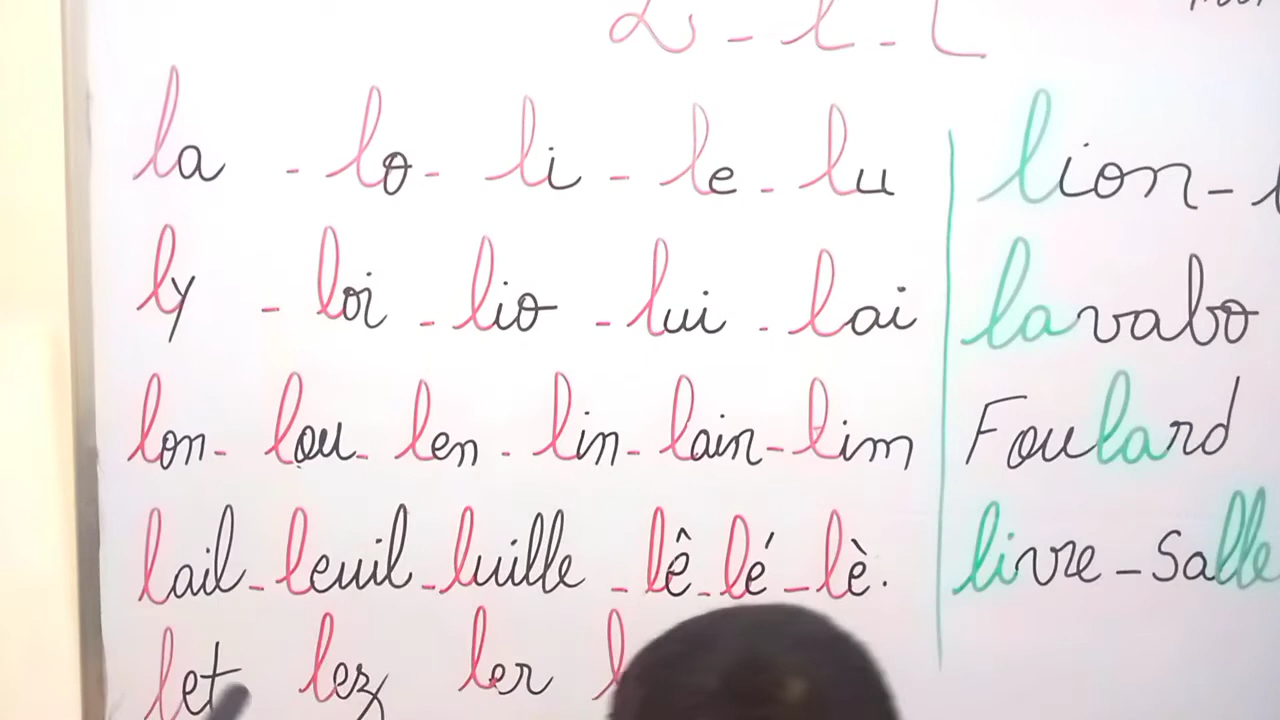 L - l - L
la - lo - li - le - lu
ly - loi - lio - lui - lai
lon - lou - len - lin - lain - lim
lail - leuil - luille - lê - lé - lè.
let lez ler l
lion -
lavabo
Foulard
livre - Salle